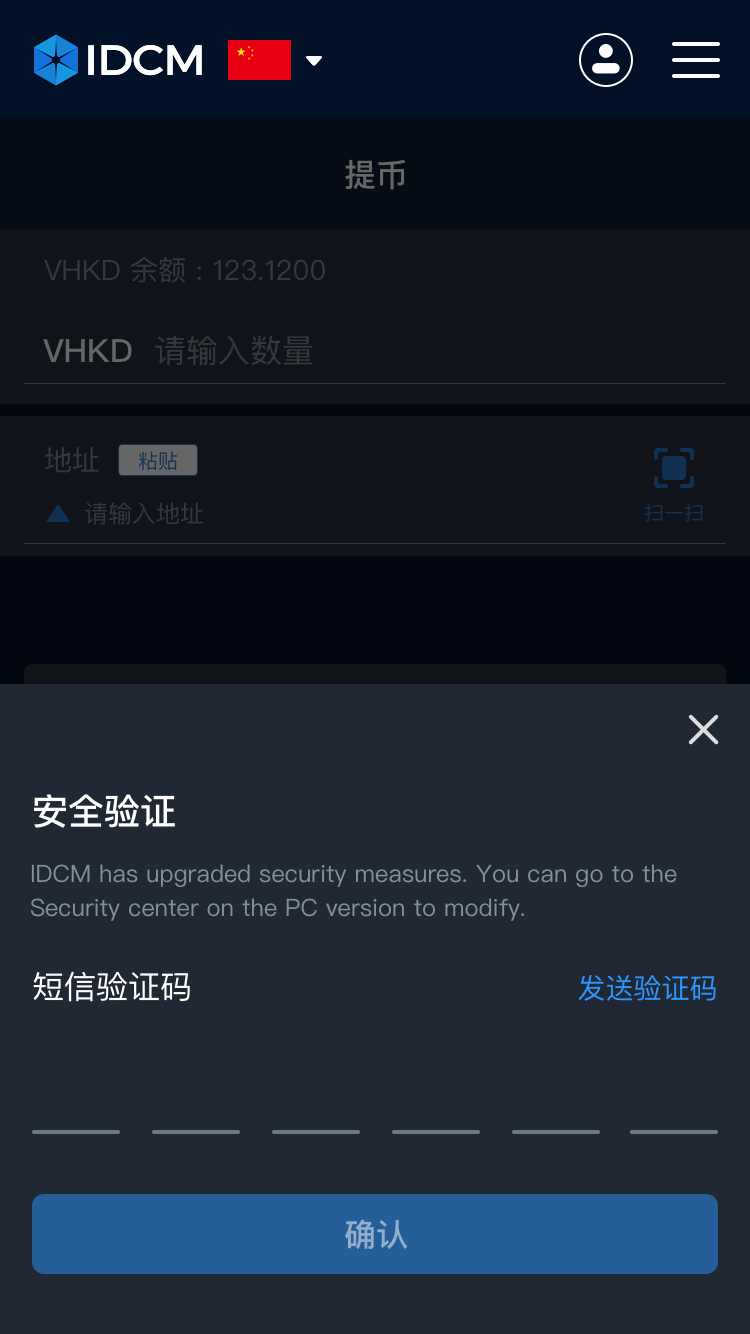 IDCM
提币
VHKD 余额 : 123.1200
VHKD 请输入数量
地址 粘贴
请输入地址 扫一扫
安全验证
IDCM has upgraded security measures. You can go to the
Security center on the PC version to modify.
短信验证码 发送验证码
确认